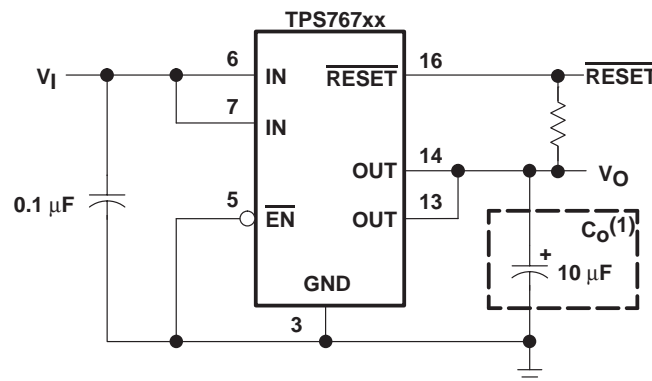 TPS767xx
V_I
6
IN
RESET
16
RESET
7
IN
OUT
14
V_O
0.1 μF
5
EN
OUT
13
C_o(1)
+
10 μF
GND
3